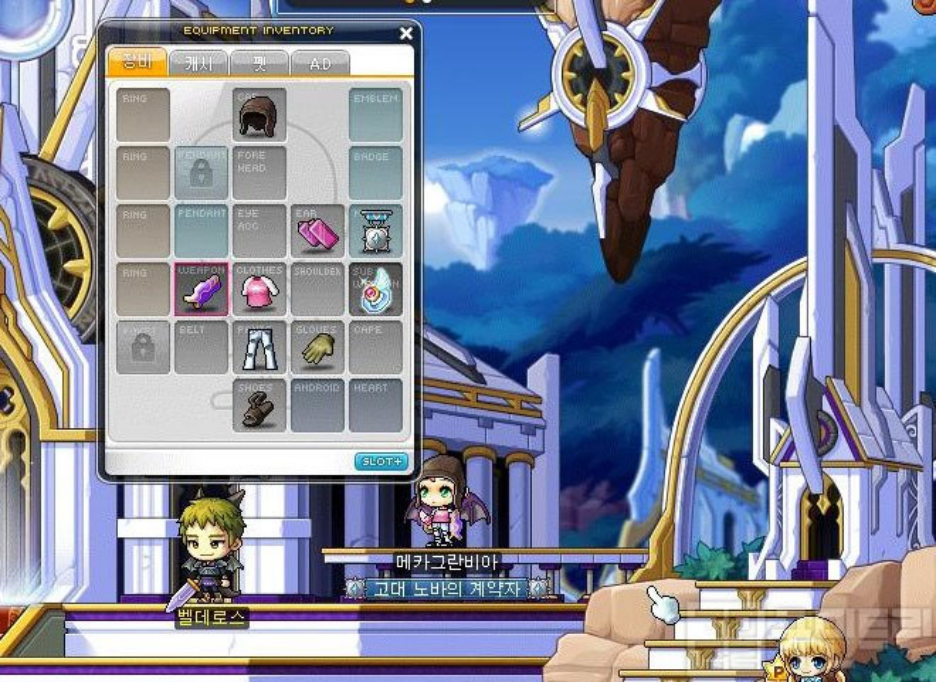 EQUIPMENT INVENTORY
장비 캐시 펫 A.D
RING CAP EMBLEM
RING PENDANT FORE HEAD BADGE
RING PENDANT EYE ACC EAR
RING WEAPON CLOTHES SHOULDER SUB WEAPON
BELT PANTS GLOVES CAPE
SHOES ANDROID HEART
SLOT+
메카그란비아
고대 노바의 계약자
벨데로스
P